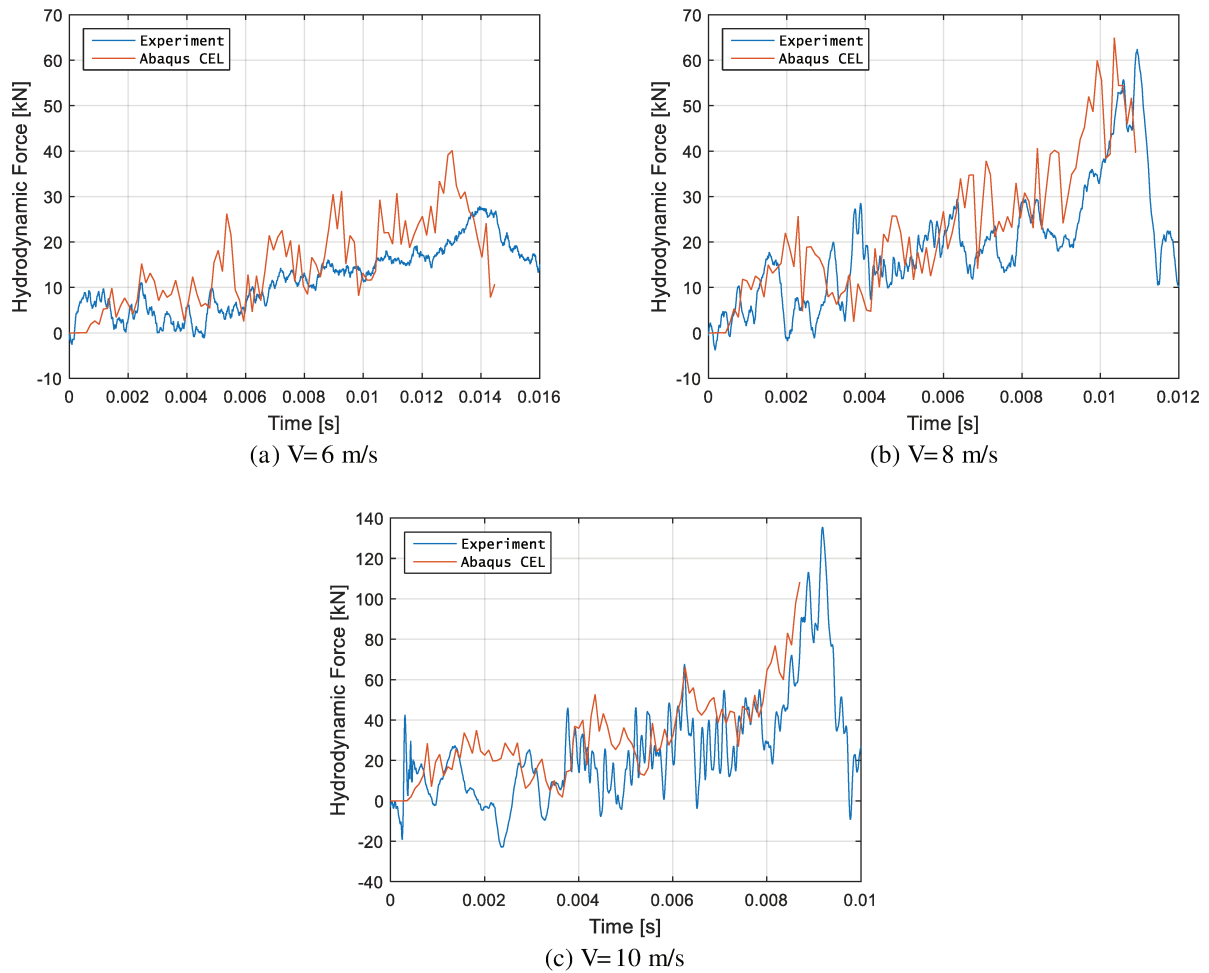 70
60
50
40
30
20
10
0
-10
Hydrodynamic Force [kN]
Experiment
Abaqus CEL
0 0.002 0.004 0.006 0.008 0.01 0.012 0.014 0.016
Time [s]
(a) V=6 m/s
70
60
50
40
30
20
10
0
-10
Hydrodynamic Force [kN]
Experiment
Abaqus CEL
0 0.002 0.004 0.006 0.008 0.01 0.012
Time [s]
(b) V=8 m/s
140
120
100
80
60
40
20
0
-20
-40
Hydrodynamic Force [kN]
Experiment
Abaqus CEL
0 0.002 0.004 0.006 0.008 0.01
Time [s]
(c) V=10 m/s